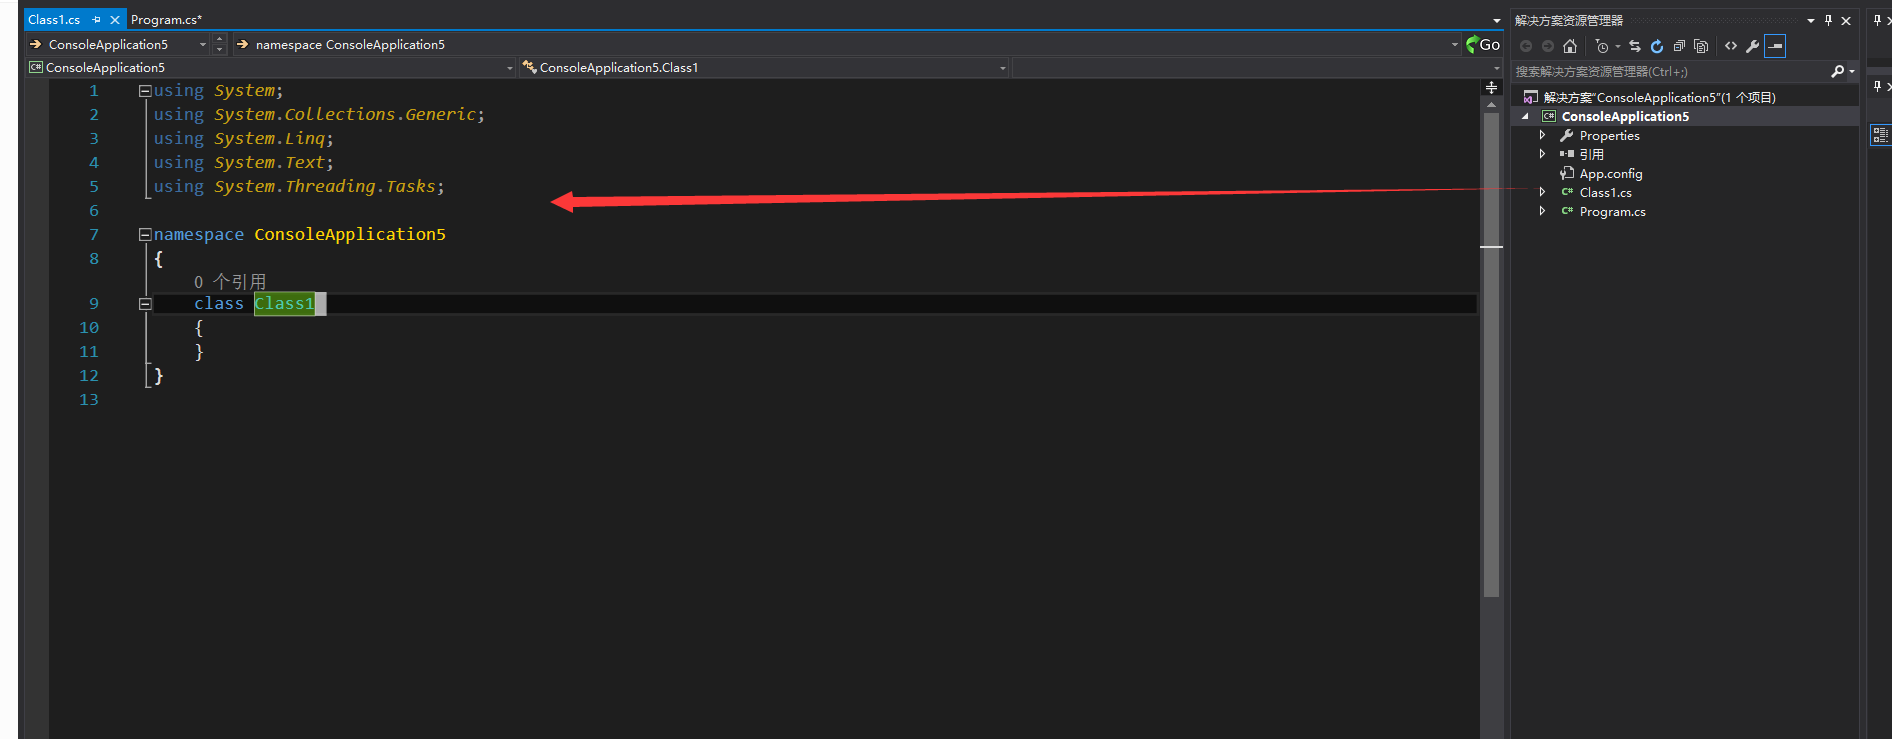 Class1.cs
Program.cs*
ConsoleApplication5
namespace ConsoleApplication5
Go
ConsoleApplication5
ConsoleApplication5.Class1
1 using System;
2 using System.Collections.Generic;
3 using System.Linq;
4 using System.Text;
5 using System.Threading.Tasks;
6
7 namespace ConsoleApplication5
8 {
0 个引用
9 class Class1
10 {
11 }
12 }
13
解决方案资源管理器
搜索解决方案资源管理器(Ctrl+;)
解决方案"ConsoleApplication5"(1 个项目)
C# ConsoleApplication5
Properties
引用
App.config
C# Class1.cs
C# Program.cs